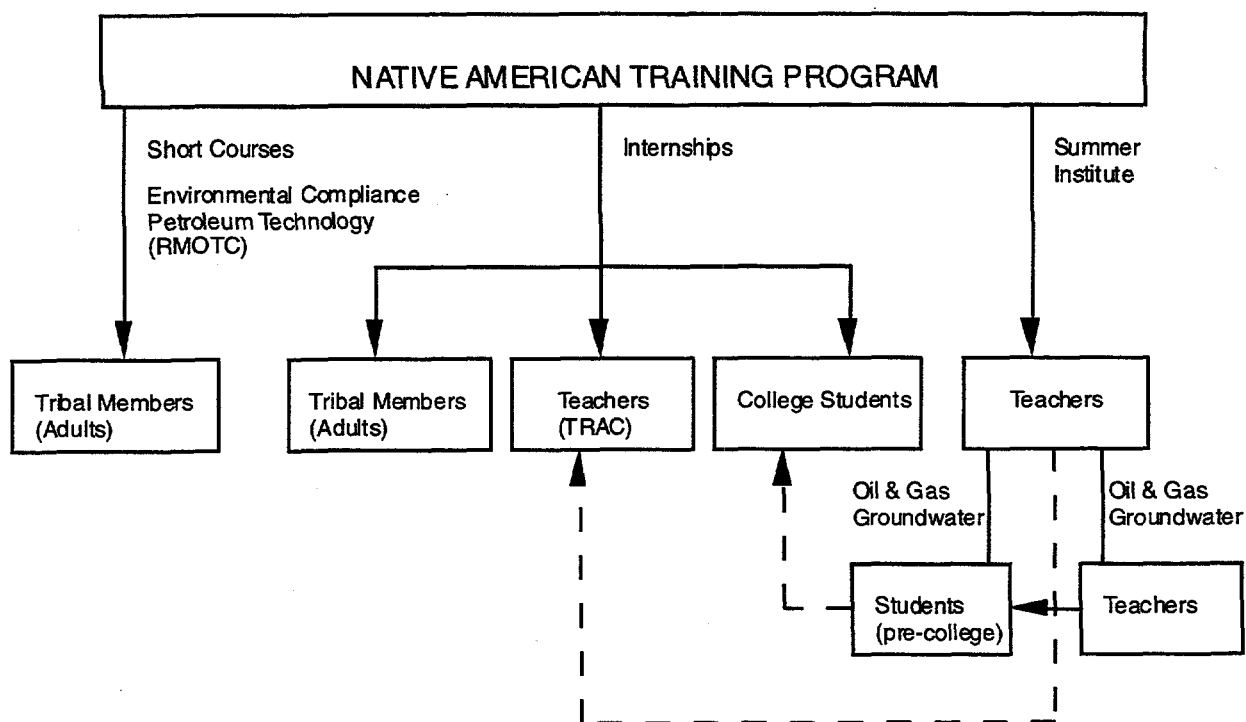 NATIVE AMERICAN TRAINING PROGRAM
Short Courses
Environmental Compliance
Petroleum Technology
(RMOTC)
Internships
Summer
Institute
Tribal Members
(Adults)
Tribal Members
(Adults)
Teachers
(TRAC)
College Students
Teachers
Oil & Gas
Groundwater
Oil & Gas
Groundwater
Students
(pre-college)
Teachers